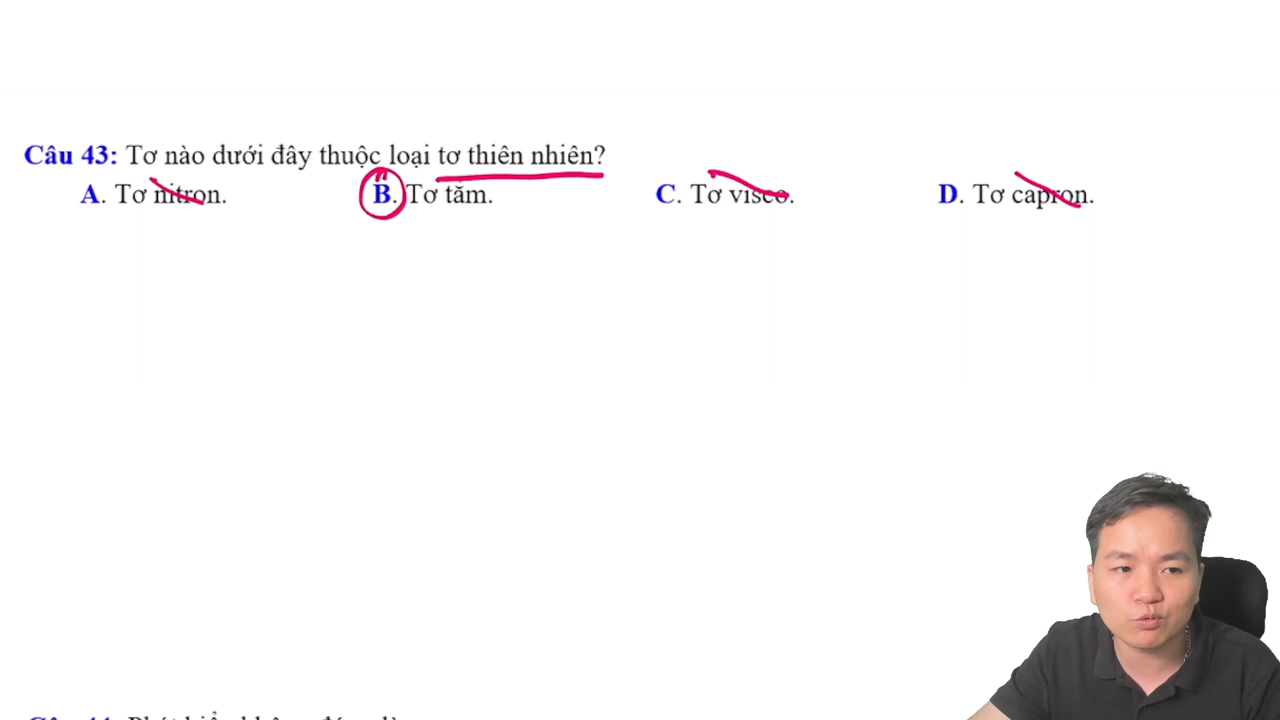 Câu 43: Tơ nào dưới đây thuộc loại tơ thiên nhiên?
A. Tơ nitron. B. Tơ tằm. C. Tơ visco. D. Tơ capron.